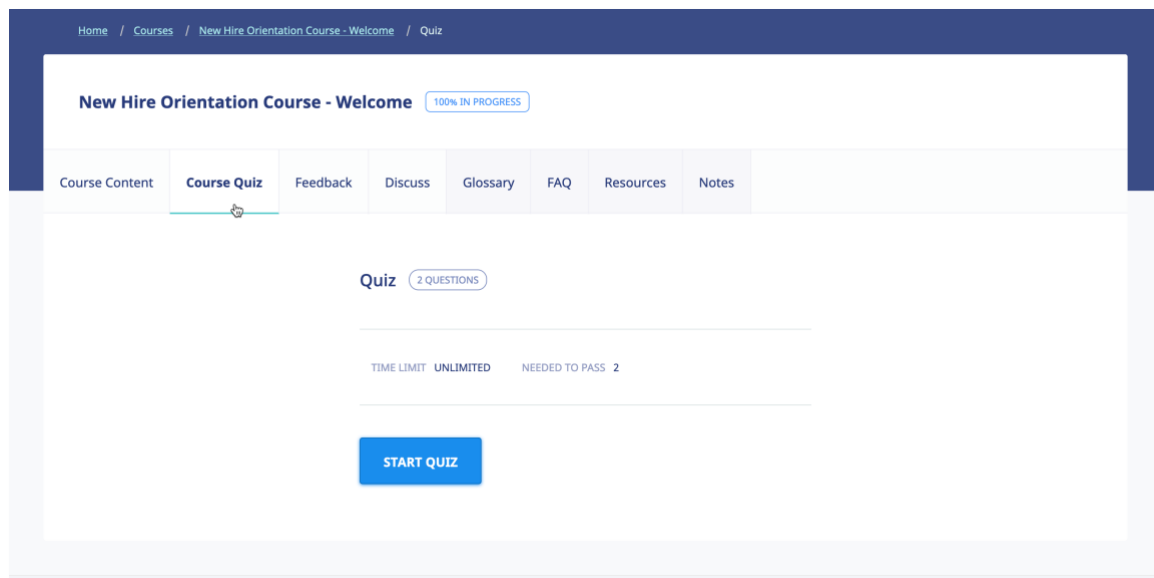 Home / Courses / New Hire Orientation Course - Welcome / Quiz
New Hire Orientation Course - Welcome 100% IN PROGRESS
Course Content Course Quiz Feedback Discuss Glossary FAQ Resources Notes
Quiz 2 QUESTIONS
TIME LIMIT UNLIMITED NEEDED TO PASS 2
START QUIZ